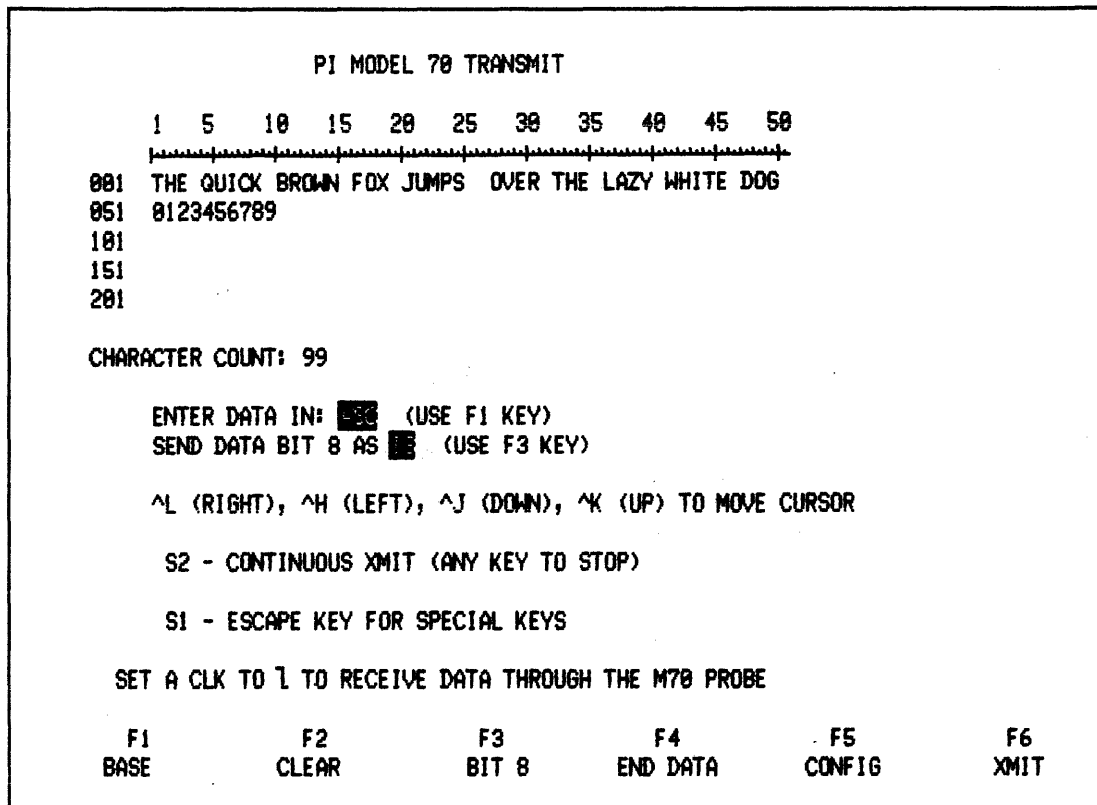 PI MODEL 70 TRANSMIT
1 5 10 15 20 25 30 35 40 45 50
001 THE QUICK BROWN FOX JUMPS  OVER THE LAZY WHITE DOG
051 0123456789
101
151
201
CHARACTER COUNT: 99
ENTER DATA IN: (USE F1 KEY)
SEND DATA BIT 8 AS (USE F3 KEY)
^L (RIGHT), ^H (LEFT), ^J (DOWN), ^K (UP) TO MOVE CURSOR
S2 - CONTINUOUS XMIT (ANY KEY TO STOP)
S1 - ESCAPE KEY FOR SPECIAL KEYS
SET A CLK TO l TO RECEIVE DATA THROUGH THE M70 PROBE
F1 F2 F3 F4 F5 F6
BASE CLEAR BIT 8 END DATA CONFIG XMIT